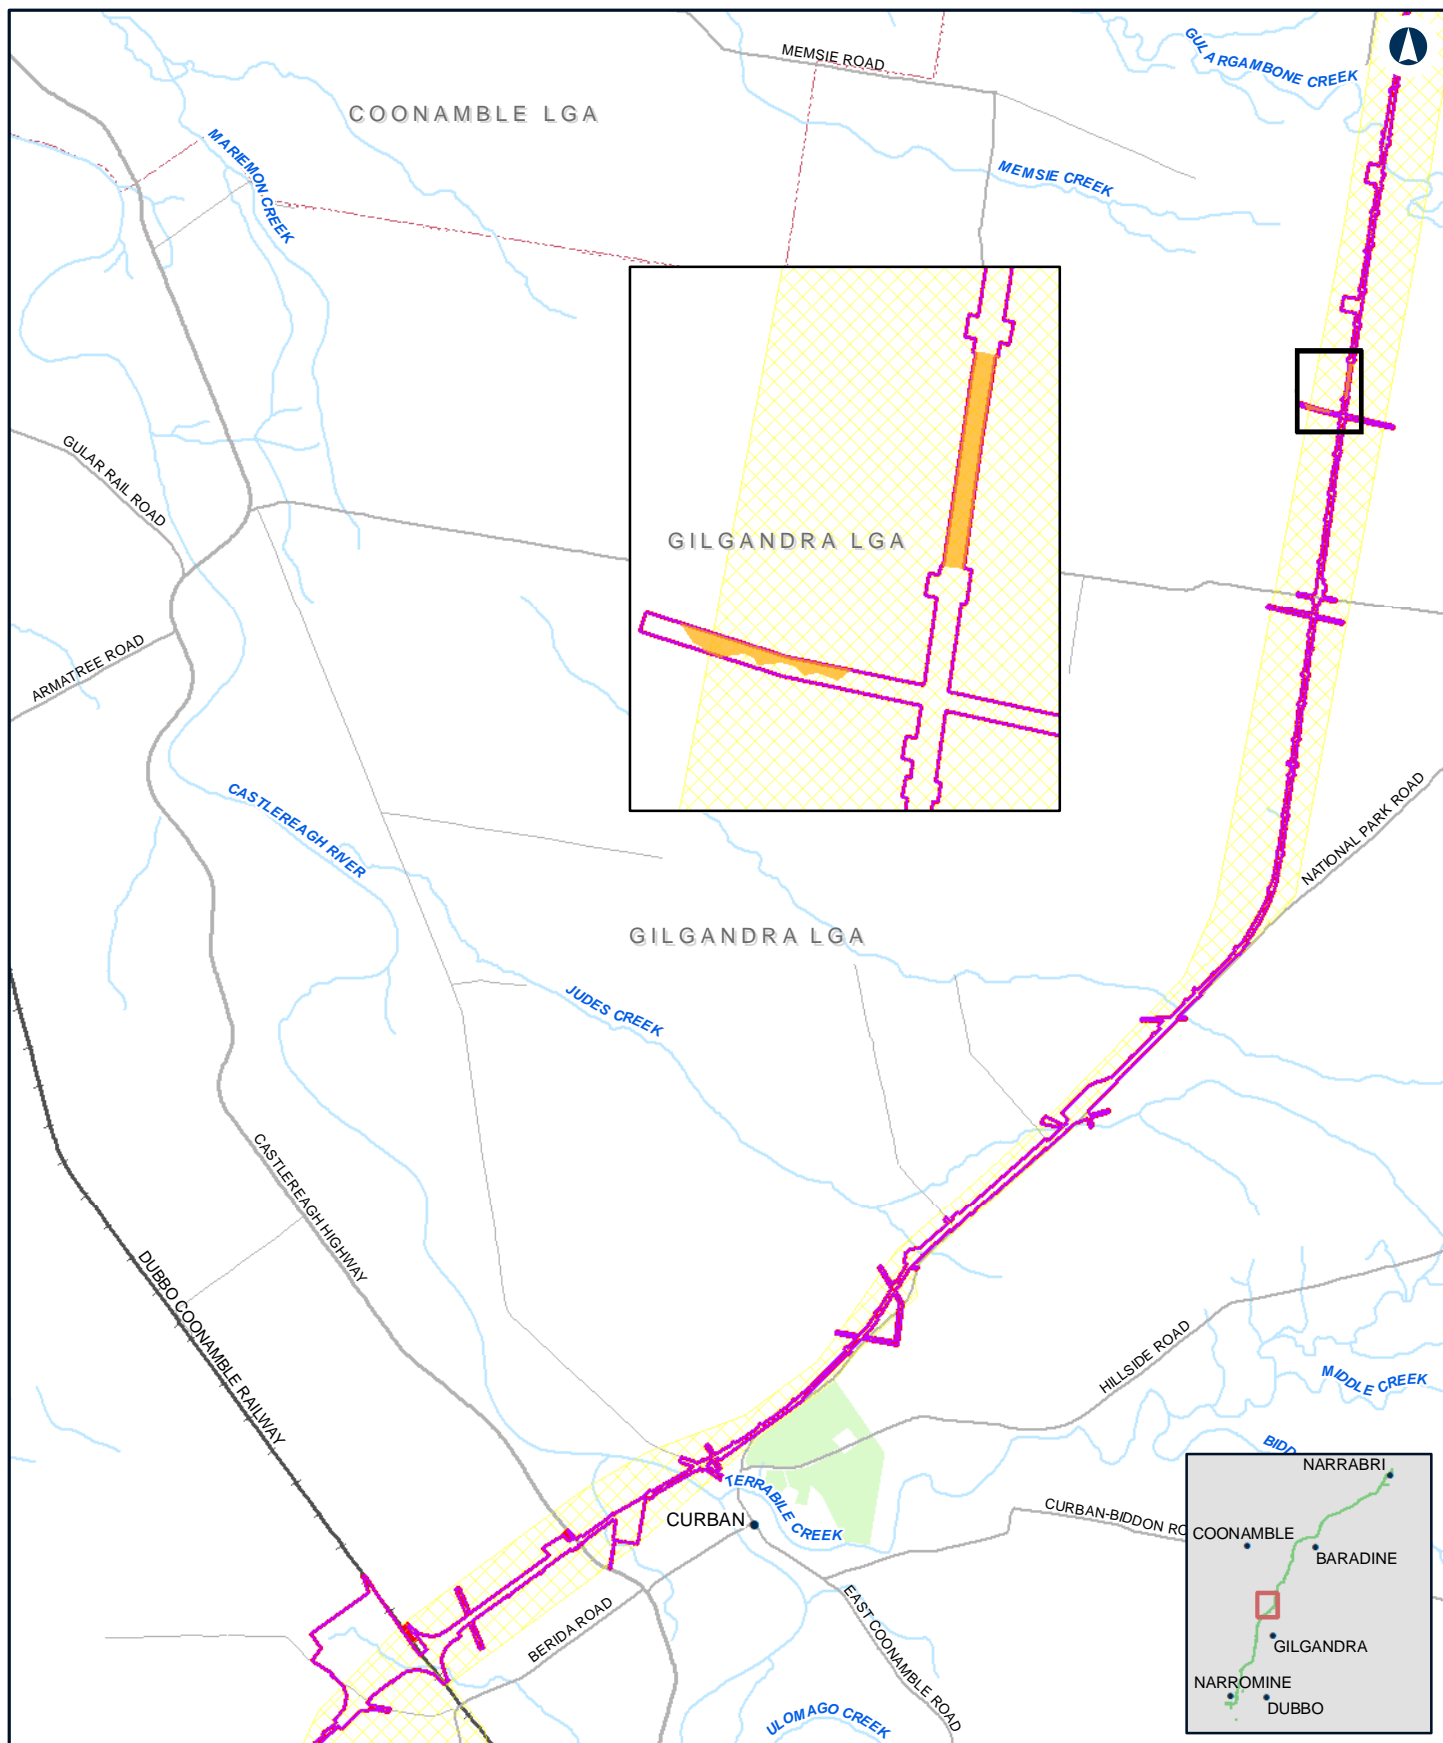 MEMSIE ROAD
GULARGAMBONE CREEK
COONAMBLE LGA
MARIEMON CREEK
MEMSIE CREEK
GULAR RAIL ROAD
GILGANDRA LGA
ARMATREE ROAD
CASTLEREAGH RIVER
NATIONAL PARK ROAD
GILGANDRA LGA
JUDES CREEK
CASTLEREAGH HIGHWAY
DUBBO COONAMBLE RAILWAY
HILLSIDE ROAD
MIDDLE CREEK
BIDD
TERRABILE CREEK
CURBAN
CURBAN-BIDDON RO
EAST COONAMBLE ROAD
BERIDA ROAD
ULOMAGO CREEK
NARRABRI
COONAMBLE
BARADINE
GILGANDRA
NARROMINE
DUBBO